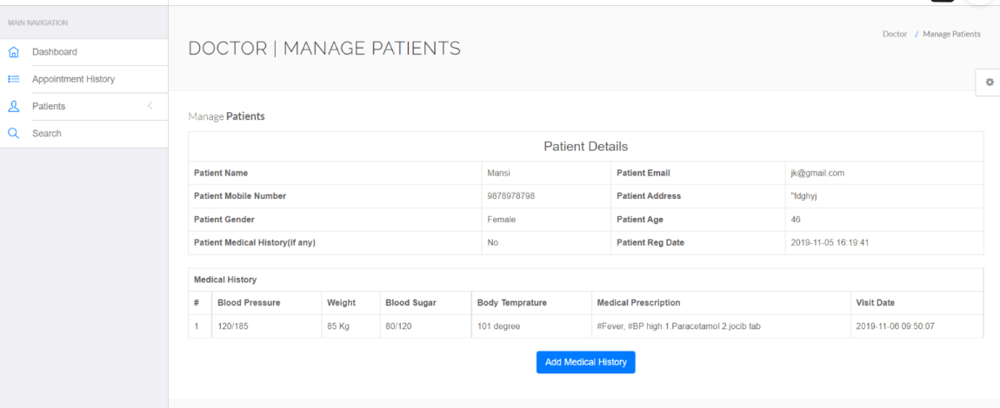 MAIN NAVIGATION
Dashboard
Appointment History
Patients
Search
DOCTOR | MANAGE PATIENTS
Doctor / Manage Patients
Manage Patients
Patient Details
Patient Name Mansi Patient Email jk@gmail.com
Patient Mobile Number 9878978798 Patient Address "fdghyj
Patient Gender Female Patient Age 46
Patient Medical History(if any) No Patient Reg Date 2019-11-05 16:19:41
Medical History
# Blood Pressure Weight Blood Sugar Body Temprature Medical Prescription Visit Date
1 120/185 85 Kg 80/120 101 degree #Fever, #BP high 1.Paracetamol 2.jocib tab 2019-11-06 09:50:07
Add Medical History